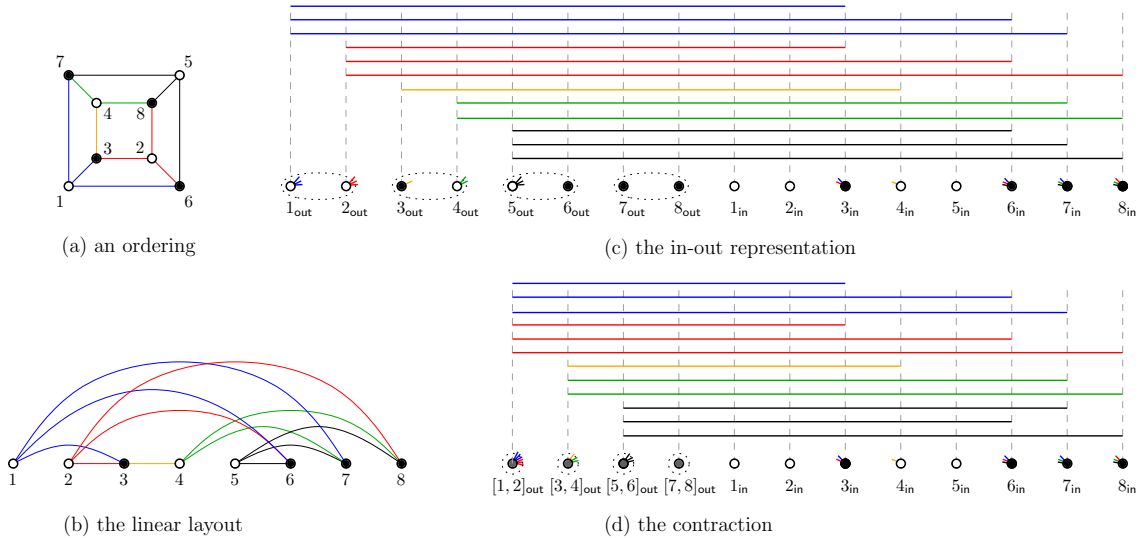 7 5
4 8
3 2
1 6
(a) an ordering
1out 2out 3out 4out 5out 6out 7out 8out 1in 2in 3in 4in 5in 6in 7in 8in
(c) the in-out representation
1 2 3 4 5 6 7 8
(b) the linear layout
[1, 2]out [3, 4]out [5, 6]out [7, 8]out 1in 2in 3in 4in 5in 6in 7in 8in
(d) the contraction